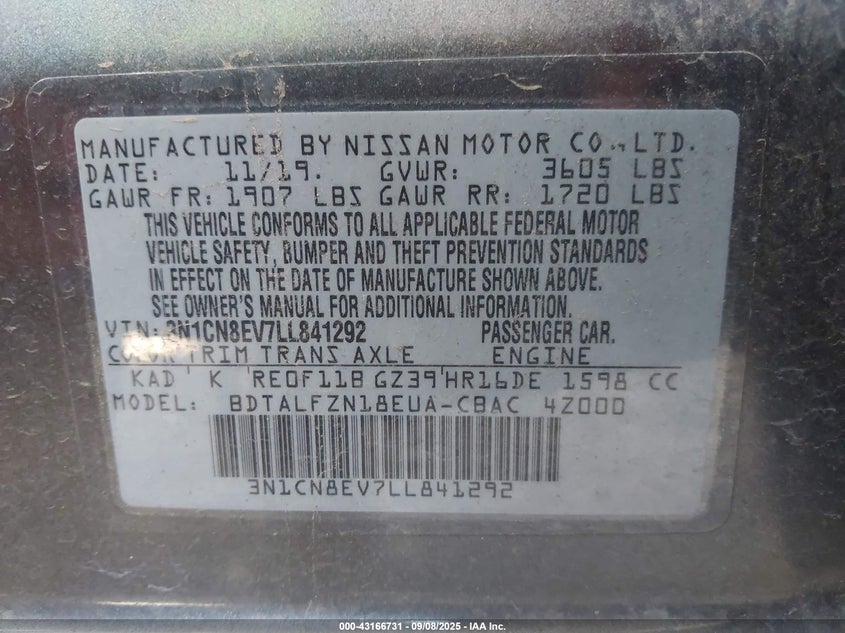 MANUFACTURED BY NISSAN MOTOR CO., LTD.
DATE: 11/19. GVWR: 3605 LBS
GAWR FR: 1907 LBS GAWR RR: 1720 LBS
THIS VEHICLE CONFORMS TO ALL APPLICABLE FEDERAL MOTOR
VEHICLE SAFETY, BUMPER AND THEFT PREVENTION STANDARDS
IN EFFECT ON THE DATE OF MANUFACTURE SHOWN ABOVE.
SEE OWNER'S MANUAL FOR ADDITIONAL INFORMATION.
VIN: 3N1CN8EV7LL841292 PASSENGER CAR.
COLOR TRIM TRANS AXLE ENGINE
KAD K RE0F11B GZ39 HR16DE 1598 CC
MODEL: BDTALFZN18EUA-CBAC 4Z000
3N1CN8EV7LL841292
000-43166731 - 09/08/2025 - IAA Inc.